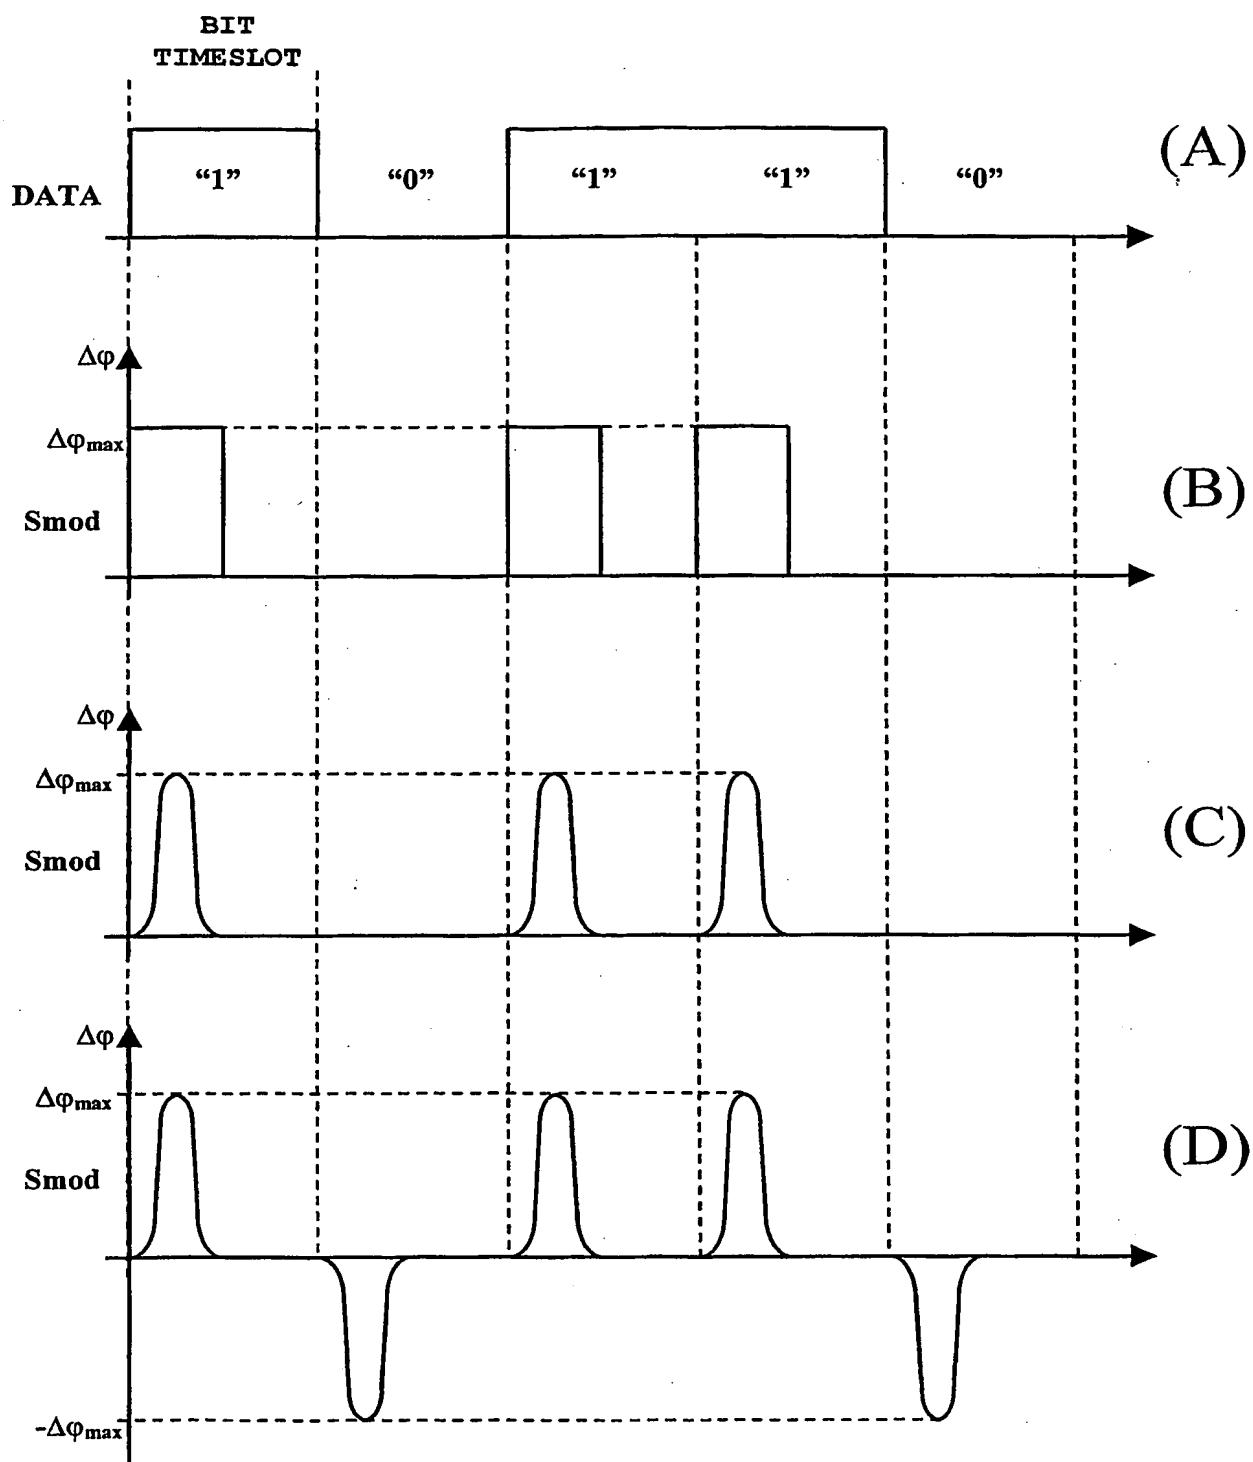 BIT
TIMESLOT
(A)
DATA “1” “0” “1” “1” “0”
Δφ
Δφmax
(B)
Smod
Δφ
Δφmax
(C)
Smod
Δφ
Δφmax
(D)
Smod
-Δφmax